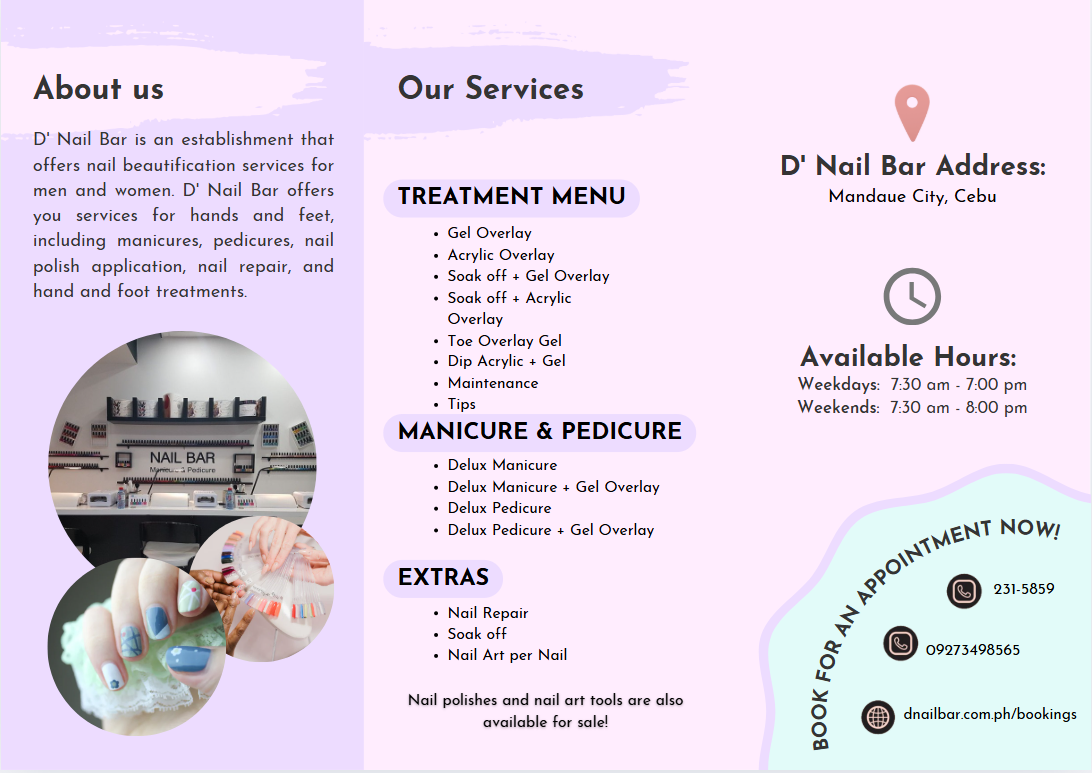 About us
D' Nail Bar is an establishment that
offers nail beautification services for
men and women. D' Nail Bar offers
you services for hands and feet,
including manicures, pedicures, nail
polish application, nail repair, and
hand and foot treatments.
NAIL BAR
Manicure & Pedicure
Our Services
TREATMENT MENU
• Gel Overlay
• Acrylic Overlay
• Soak off + Gel Overlay
• Soak off + Acrylic
Overlay
• Toe Overlay Gel
• Dip Acrylic + Gel
• Maintenance
• Tips
MANICURE & PEDICURE
• Delux Manicure
• Delux Manicure + Gel Overlay
• Delux Pedicure
• Delux Pedicure + Gel Overlay
EXTRAS
• Nail Repair
• Soak off
• Nail Art per Nail
Nail polishes and nail art tools are also
available for sale!
D' Nail Bar Address:
Mandaue City, Cebu
Available Hours:
Weekdays: 7:30 am - 7:00 pm
Weekends: 7:30 am - 8:00 pm
BOOK FOR AN APPOINTMENT NOW!
231-5859
09273498565
dnailbar.com.ph/bookings